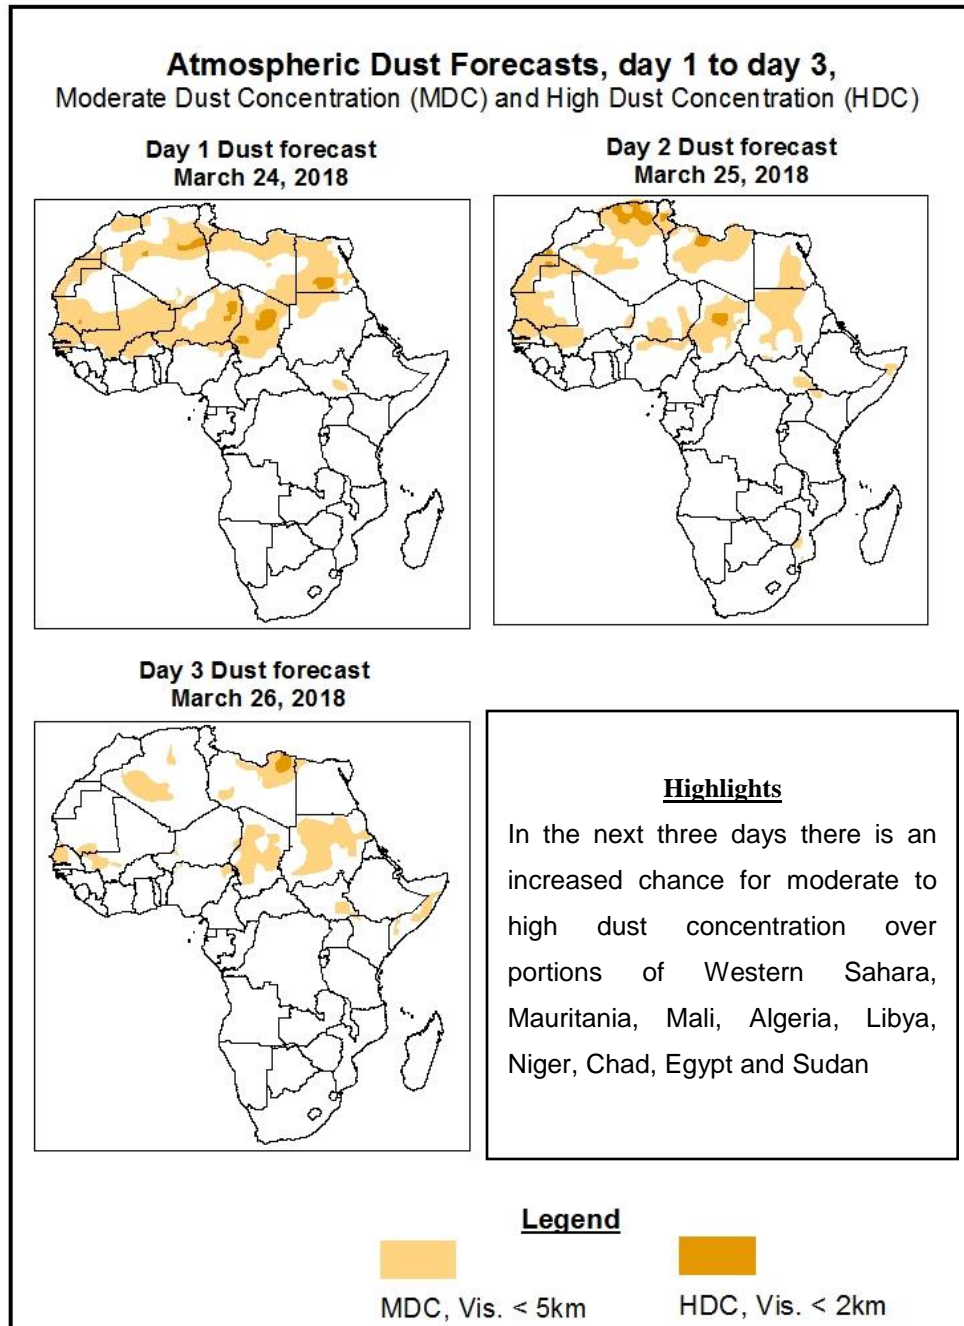 Atmospheric Dust Forecasts, day 1 to day 3,
Moderate Dust Concentration (MDC) and High Dust Concentration (HDC)
Day 1 Dust forecast
March 24, 2018
Day 2 Dust forecast
March 25, 2018
Day 3 Dust forecast
March 26, 2018
Highlights
In the next three days there is an
increased chance for moderate to
high dust concentration over
portions of Western Sahara,
Mauritania, Mali, Algeria, Libya,
Niger, Chad, Egypt and Sudan
Legend
MDC, Vis. < 5km
HDC, Vis. < 2km